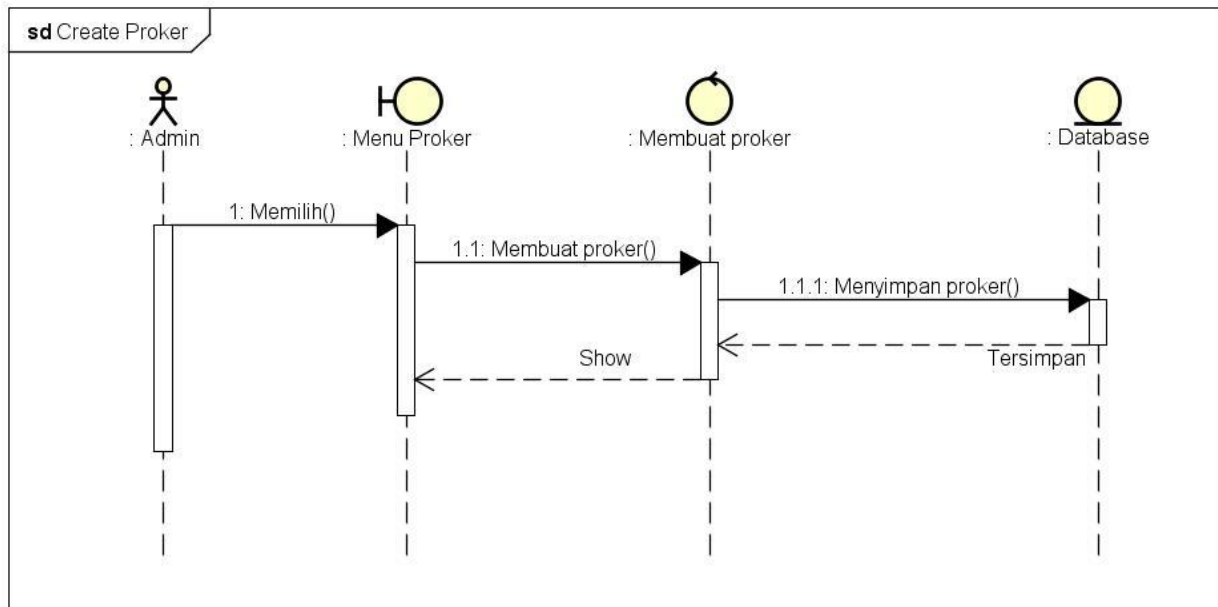 sd Create Proker
: Admin
: Menu Proker
: Membuat proker
: Database
1: Memilih()
1.1: Membuat proker()
1.1.1: Menyimpan proker()
Tersimpan
Show